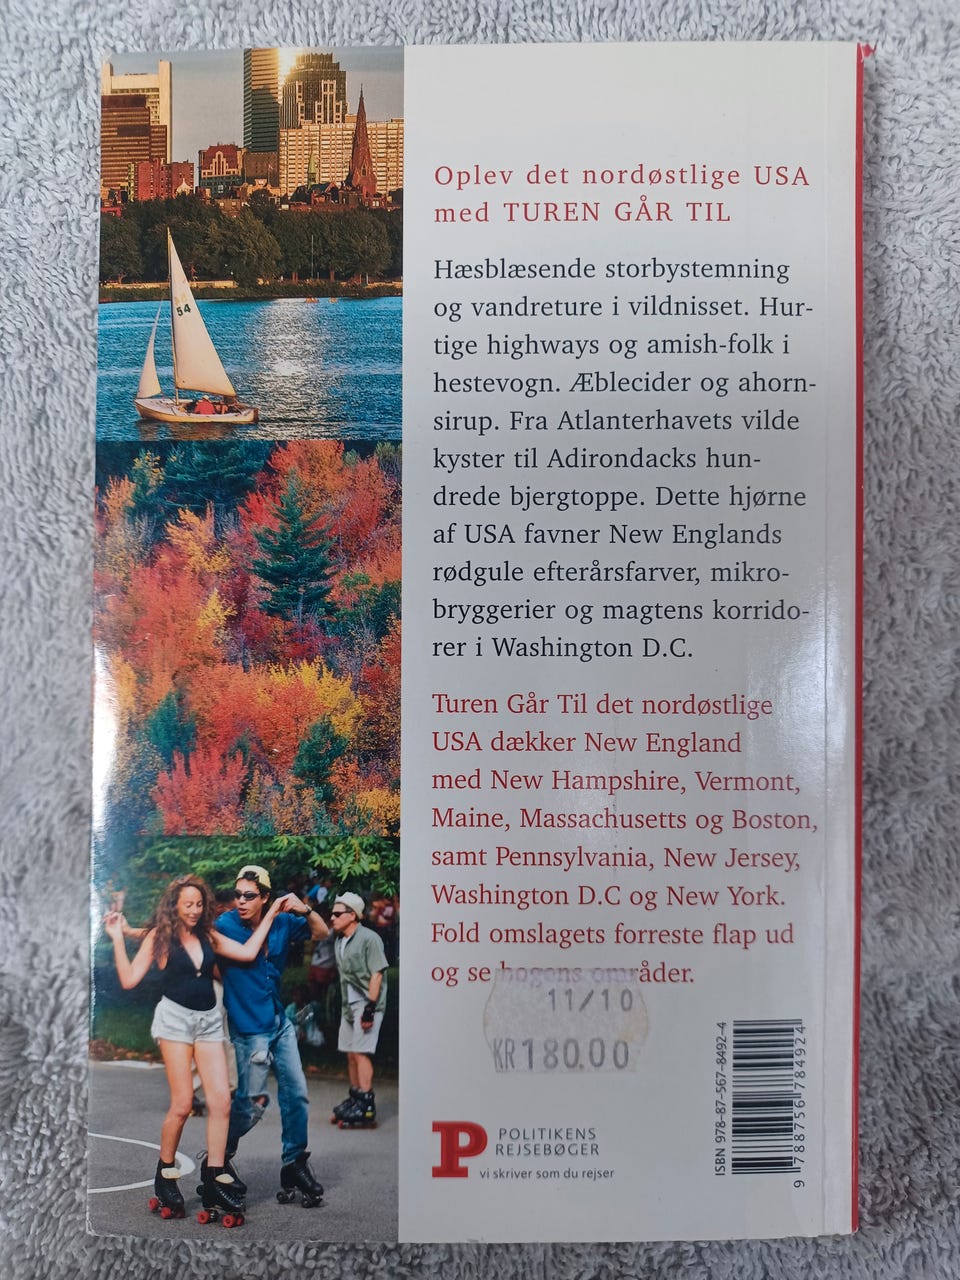 Oplev det nordøstlige USA
med TUREN GÅR TIL
Hæsblæsende storbystemning
og vandreture i vildnisset. Hur-
tige highways og amish-folk i
hestevogn. Æblecider og ahorn-
sirup. Fra Atlanterhavets vilde
kyster til Adirondacks hun-
drede bjergtoppe. Dette hjørne
af USA favner New Englands
rødgule efterårsfarver, mikro-
bryggerier og magtens korrido-
rer i Washington D.C.
Turen Går Til det nordøstlige
USA dækker New England
med New Hampshire, Vermont,
Maine, Massachusetts og Boston,
samt Pennsylvania, New Jersey,
Washington D.C og New York.
Fold omslagets forreste flap ud
og se bogens områder.
11/10
KR180.00
P
POLITIKENS
REJSEBØGER
vi skriver som du rejser
ISBN 978-87-567-8492-4
9 788756 784924
54